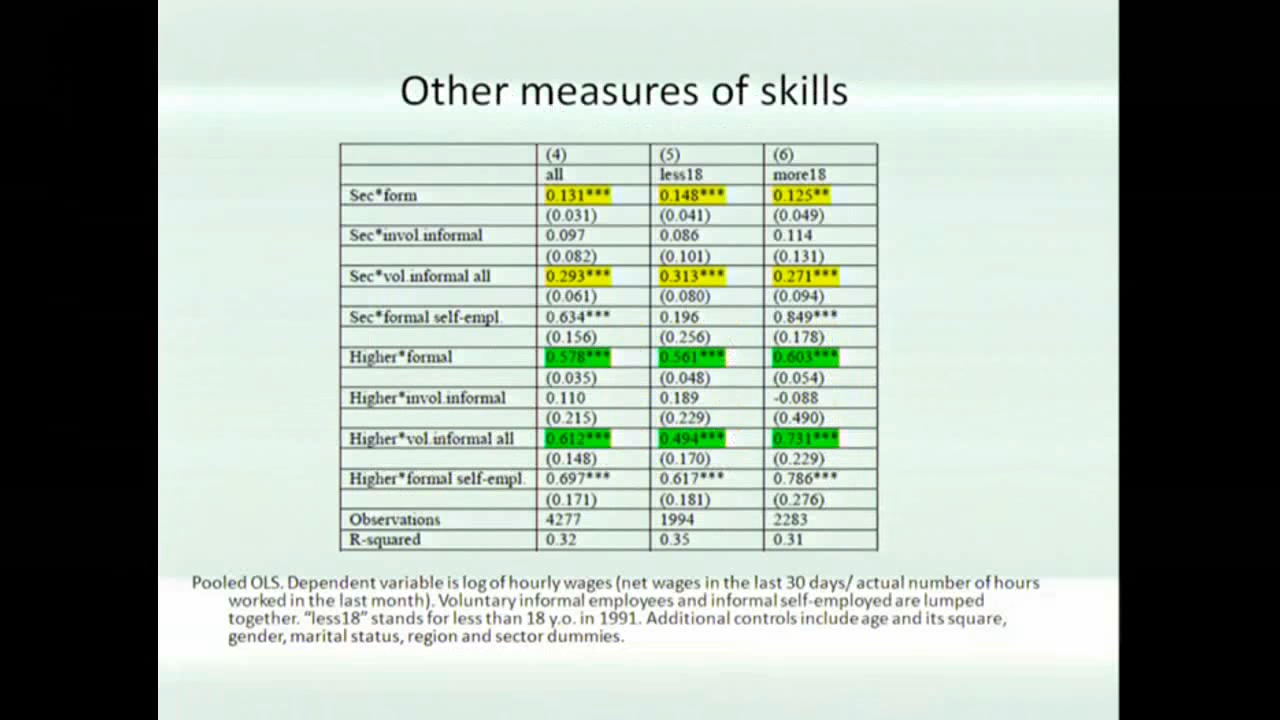 Other measures of skills
(4) (5) (6)
all less18 more18
Sec*form 0.131*** 0.148*** 0.125**
(0.031) (0.041) (0.049)
Sec*invol.informal 0.097 0.086 0.114
(0.082) (0.101) (0.131)
Sec*vol.informal all 0.293*** 0.313*** 0.271***
(0.061) (0.080) (0.094)
Sec*formal self-empl. 0.634*** 0.196 0.849***
(0.156) (0.256) (0.178)
Higher*formal 0.578*** 0.561*** 0.603***
(0.035) (0.048) (0.054)
Higher*invol.informal 0.110 0.189 -0.088
(0.215) (0.229) (0.490)
Higher*vol.informal all 0.612*** 0.494*** 0.731***
(0.148) (0.170) (0.229)
Higher*formal self-empl. 0.697*** 0.617*** 0.786***
(0.171) (0.181) (0.276)
Observations 4277 1994 2283
R-squared 0.32 0.35 0.31
Pooled OLS. Dependent variable is log of hourly wages (net wages in the last 30 days/ actual number of hours
worked in the last month). Voluntary informal employees and informal self-employed are lumped
together. "less18" stands for less than 18 y.o. in 1991. Additional controls include age and its square,
gender, marital status, region and sector dummies.